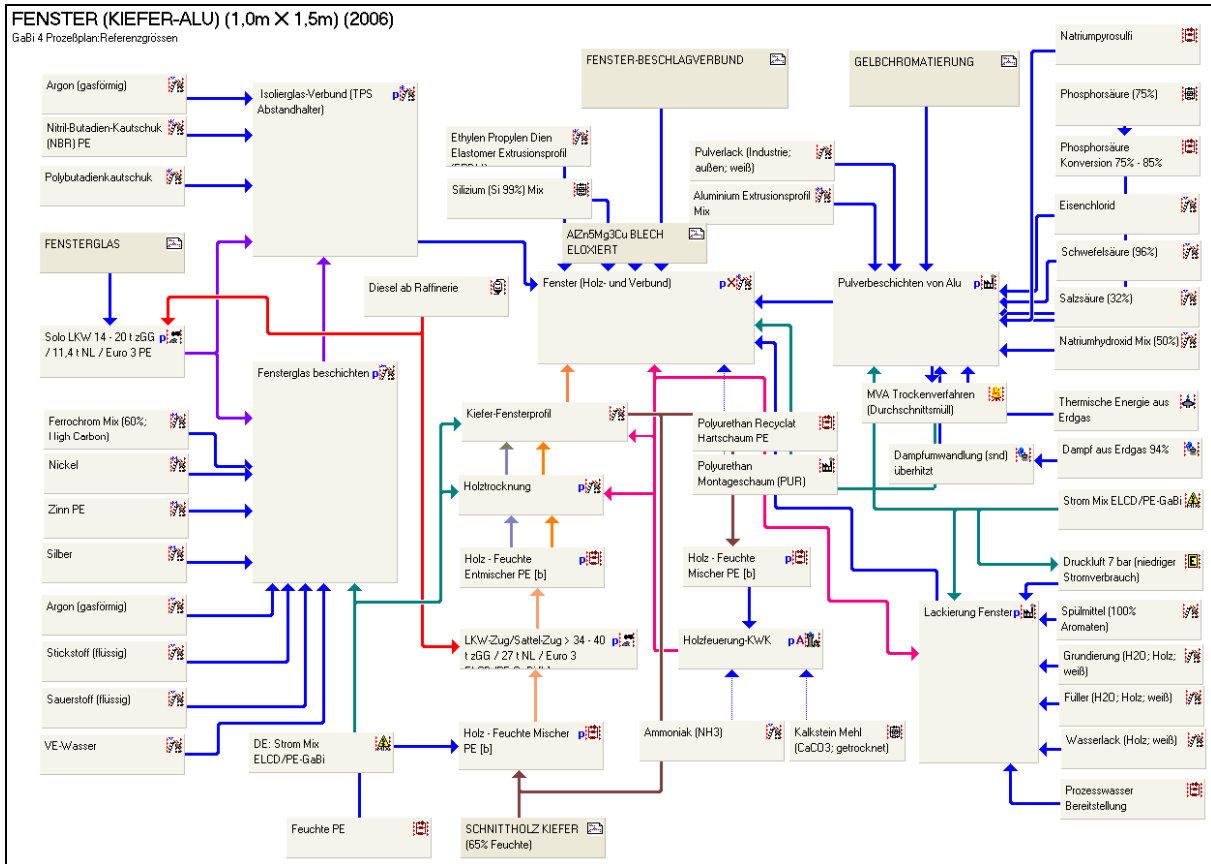 FENSTER (KIEFER-ALU) (1,0m X 1,5m) (2006)
GaBi 4 Prozeßplan:Referenzgrössen
Argon (gasförmig)
Nitril-Butadien-Kautschuk
(NBR) PE
Polybutadienkautschuk
Isolierglas-Verbund (TPS
Abstandhalter)
p
FENSTER-BESCHLAGVERBUND
GELBCHROMATIERUNG
Natriumpyrosulfi
Phosphorsäure (75%)
Phosphorsäure
Konversion 75% - 85%
Ethylen Propylen Dien
Elastomer Extrusionsprofil
Silizium (Si 99%) Mix
Pulverlack (Industrie;
außen; weiß)
Aluminium Extrusionsprofil
Mix
AlZn5Mg3Cu BLECH
ELOXIERT
Eisenchlorid
Schwefelsäure (96%)
Salzsäure (32%)
Natriumhydroxid Mix (50%)
FENSTERGLAS
Diesel ab Raffinerie
Fenster (Holz- und Verbund)
pX
Pulverbeschichten von Alu
p
Solo LKW 14 - 20 t zGG
/ 11,4 t NL / Euro 3 PE
p
Fensterglas beschichten
p
Ferrochrom Mix (60%;
High Carbon)
Nickel
Zinn PE
Silber
Kiefer-Fensterprofil
Holztrocknung
p
Polyurethan Recyclat
Hartschaum PE
Polyurethan
Montageschaum (PUR)
MVA Trockenverfahren
(Durchschnittsmüll)
Thermische Energie aus
Erdgas
Dampfumwandlung (snd)
überhitzt
Dampf aus Erdgas 94%
Strom Mix ELCD/PE-GaBi
Holz - Feuchte
Entmischer PE [b]
p
Holz - Feuchte
Mischer PE [b]
p
Druckluft 7 bar (niedriger
Stromverbrauch)
E
Argon (gasförmig)
Stickstoff (flüssig)
Sauerstoff (flüssig)
VE-Wasser
LKW-Zug/Sattel-Zug > 34 - 40
t zGG / 27 t NL / Euro 3
p
Holzfeuerung-KWK
pA
Lackierung Fenster
p
Spülmittel (100%
Aromaten)
Grundierung (H2O; Holz;
weiß)
Füller (H2O; Holz; weiß)
Wasserlack (Holz; weiß)
Prozesswasser
Bereitstellung
DE: Strom Mix
ELCD/PE-GaBi
Holz - Feuchte Mischer
PE [b]
p
Ammoniak (NH3)
Kalkstein Mehl
(CaCO3; getrocknet)
Feuchte PE
SCHNITTHOLZ KIEFER
(65% Feuchte)